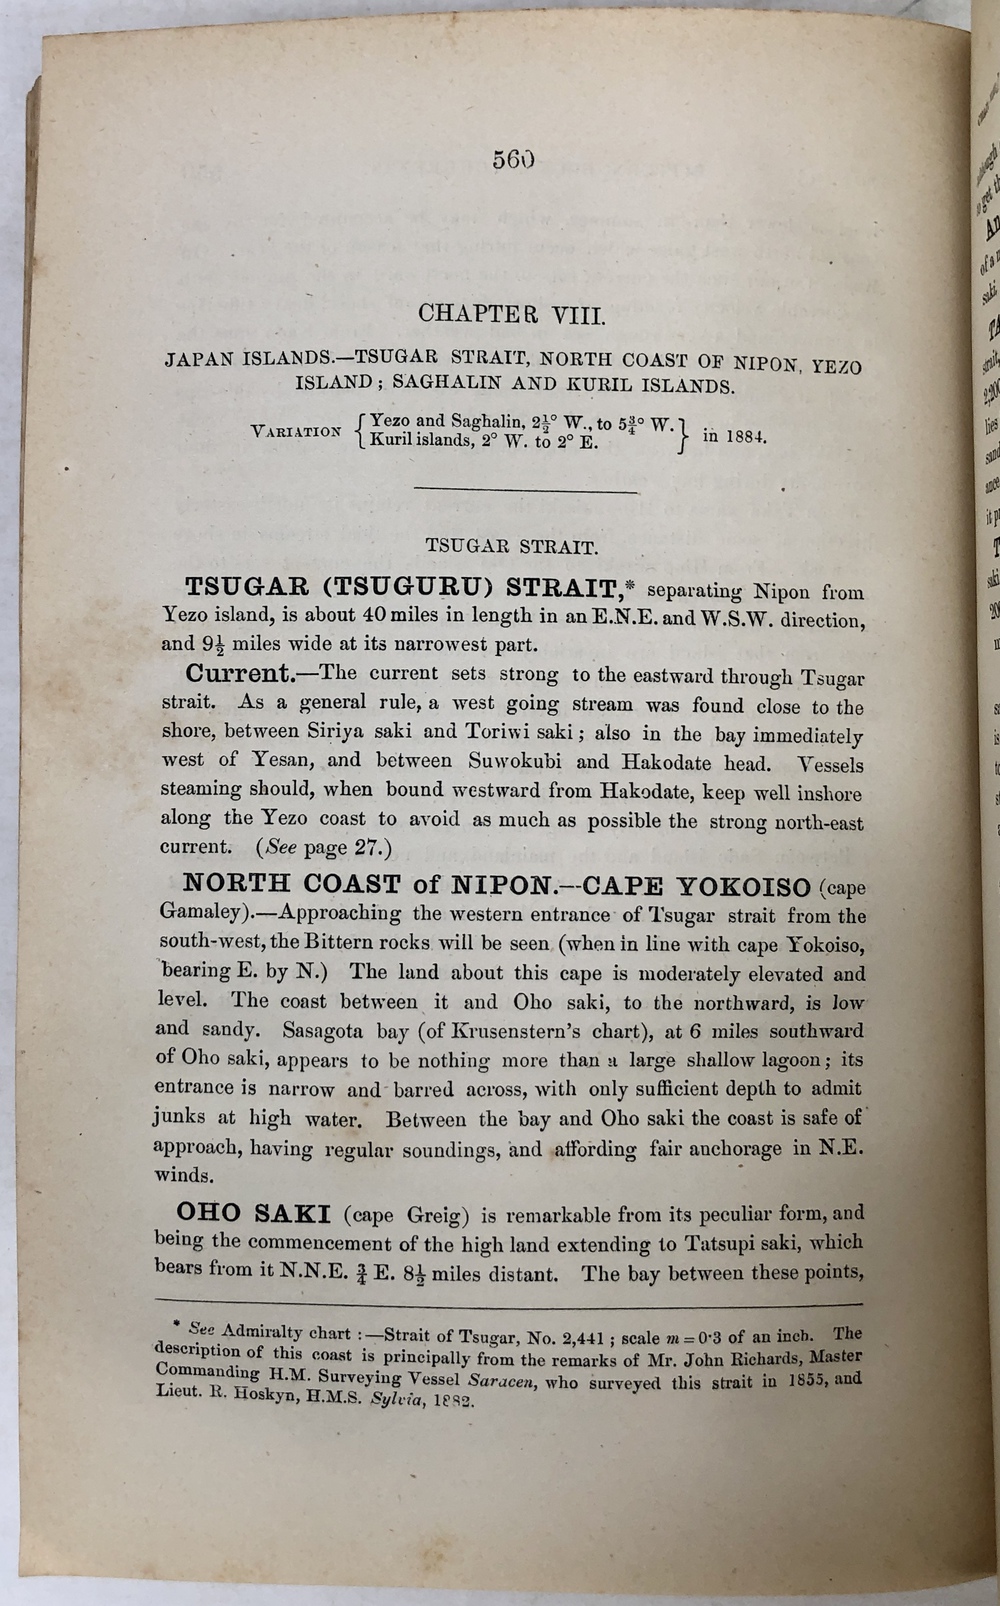 560
CHAPTER VIII.
JAPAN ISLANDS.—TSUGAR STRAIT, NORTH COAST OF NIPON, YEZO
ISLAND; SAGHALIN AND KURIL ISLANDS.
VARIATION { Yezo and Saghalin, 2½° W., to 5¾° W. } in 1884.
Kuril islands, 2° W. to 2° E.
TSUGAR STRAIT.
TSUGAR (TSUGURU) STRAIT,* separating Nipon from
Yezo island, is about 40 miles in length in an E.N.E. and W.S.W. direction,
and 9½ miles wide at its narrowest part.
Current.—The current sets strong to the eastward through Tsugar
strait. As a general rule, a west going stream was found close to the
shore, between Siriya saki and Toriwi saki; also in the bay immediately
west of Yesan, and between Suwokubi and Hakodate head. Vessels
steaming should, when bound westward from Hakodate, keep well inshore
along the Yezo coast to avoid as much as possible the strong north-east
current. (See page 27.)
NORTH COAST of NIPON.--CAPE YOKOISO (cape
Gamaley).—Approaching the western entrance of Tsugar strait from the
south-west, the Bittern rocks will be seen (when in line with cape Yokoiso,
bearing E. by N.) The land about this cape is moderately elevated and
level. The coast between it and Oho saki, to the northward, is low
and sandy. Sasagota bay (of Krusenstern's chart), at 6 miles southward
of Oho saki, appears to be nothing more than a large shallow lagoon; its
entrance is narrow and barred across, with only sufficient depth to admit
junks at high water. Between the bay and Oho saki the coast is safe of
approach, having regular soundings, and affording fair anchorage in N.E.
winds.
OHO SAKI (cape Greig) is remarkable from its peculiar form, and
being the commencement of the high land extending to Tatsupi saki, which
bears from it N.N.E. ¾ E. 8½ miles distant. The bay between these points,
* See Admiralty chart :—Strait of Tsugar, No. 2,441; scale m = 0·3 of an inch. The
description of this coast is principally from the remarks of Mr. John Richards, Master
Commanding H.M. Surveying Vessel Saracen, who surveyed this strait in 1855, and
Lieut. R. Hoskyn, H.M.S. Sylvia, 1882.